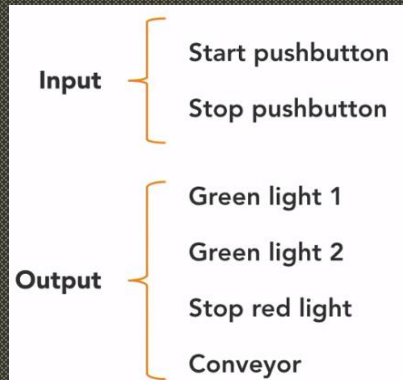 Input
Start pushbutton
Stop pushbutton
Output
Green light 1
Green light 2
Stop red light
Conveyor